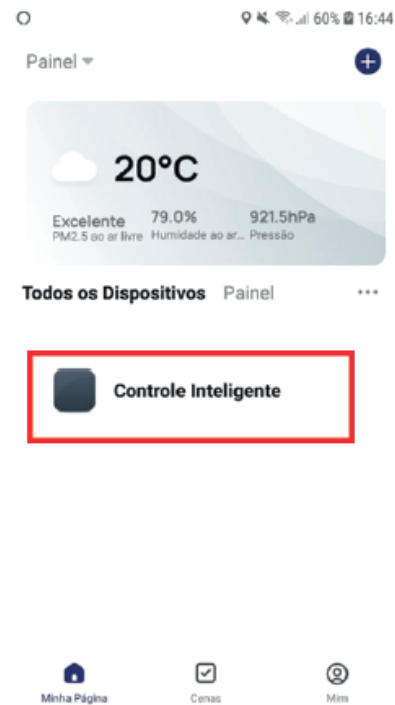 60% 16:44
Painel
20°C
Excelente 79.0% 921.5hPa
PM2.5 ao ar livre Humidade ao ar... Pressão
Todos os Dispositivos Painel
Controle Inteligente
Minha Página Cenas Mim